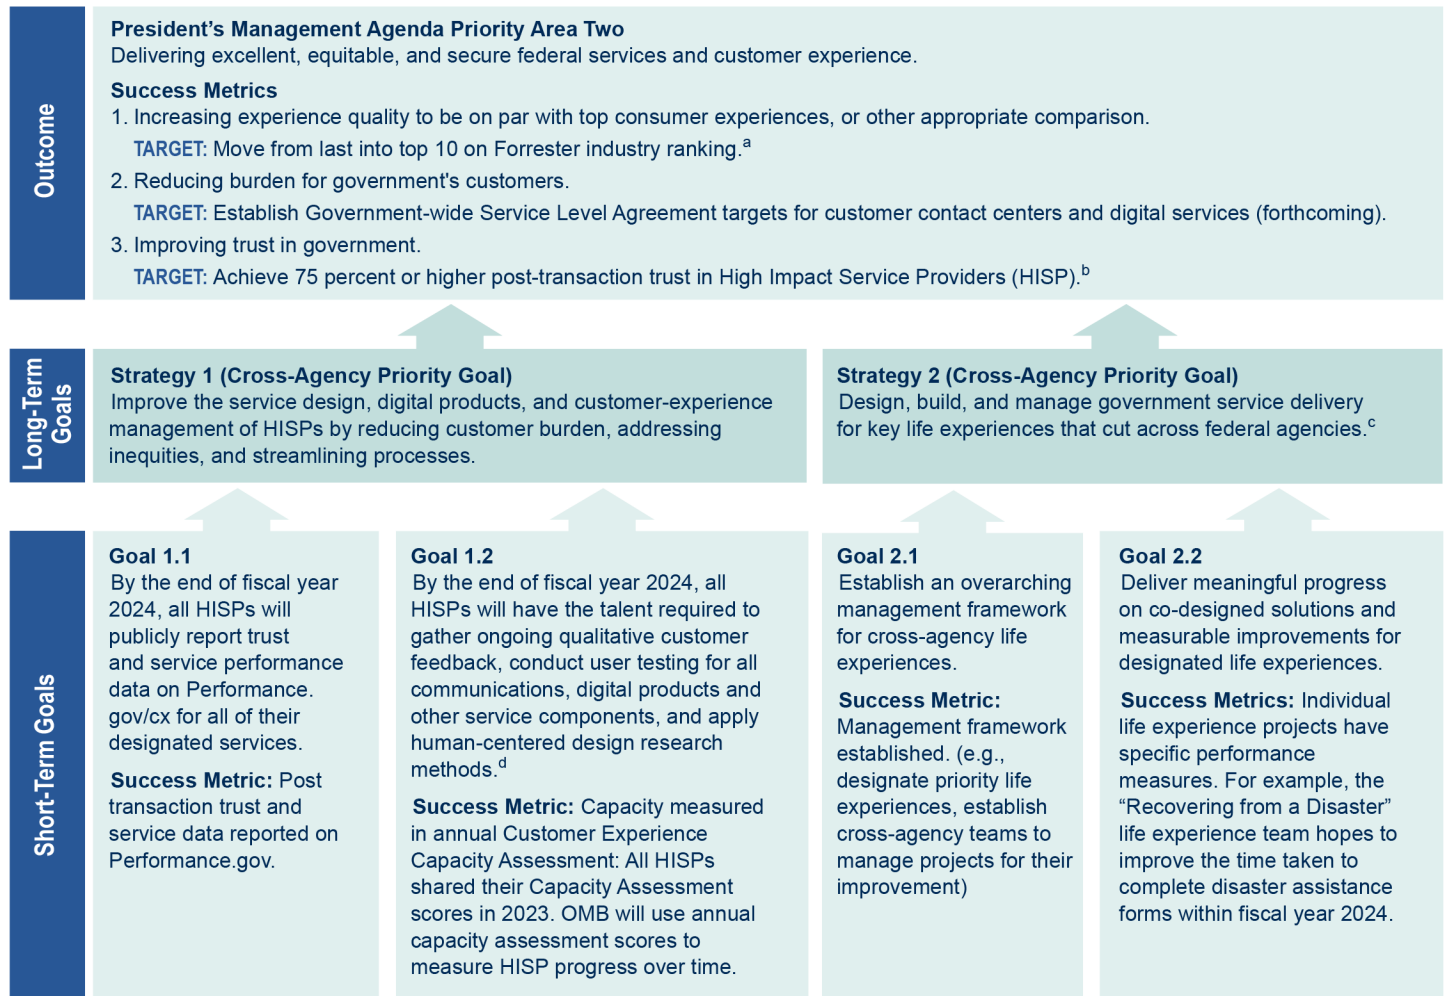 Outcome
President’s Management Agenda Priority Area Two
Delivering excellent, equitable, and secure federal services and customer experience.
Success Metrics
1. Increasing experience quality to be on par with top consumer experiences, or other appropriate comparison.
TARGET: Move from last into top 10 on Forrester industry ranking.a
2. Reducing burden for government's customers.
TARGET: Establish Government-wide Service Level Agreement targets for customer contact centers and digital services (forthcoming).
3. Improving trust in government.
TARGET: Achieve 75 percent or higher post-transaction trust in High Impact Service Providers (HISP).b
Long-Term
Goals
Strategy 1 (Cross-Agency Priority Goal)
Improve the service design, digital products, and customer-experience
management of HISPs by reducing customer burden, addressing
inequities, and streamlining processes.
Strategy 2 (Cross-Agency Priority Goal)
Design, build, and manage government service delivery
for key life experiences that cut across federal agencies.c
Short-Term Goals
Goal 1.1
By the end of fiscal year
2024, all HISPs will
publicly report trust
and service performance
data on Performance.
gov/cx for all of their
designated services.
Success Metric: Post
transaction trust and
service data reported on
Performance.gov.
Goal 1.2
By the end of fiscal year 2024, all
HISPs will have the talent required to
gather ongoing qualitative customer
feedback, conduct user testing for all
communications, digital products and
other service components, and apply
human-centered design research
methods.d
Success Metric: Capacity measured
in annual Customer Experience
Capacity Assessment: All HISPs
shared their Capacity Assessment
scores in 2023. OMB will use annual
capacity assessment scores to
measure HISP progress over time.
Goal 2.1
Establish an overarching
management framework
for cross-agency life
experiences.
Success Metric:
Management framework
established. (e.g.,
designate priority life
experiences, establish
cross-agency teams to
manage projects for their
improvement)
Goal 2.2
Deliver meaningful progress
on co-designed solutions and
measurable improvements for
designated life experiences.
Success Metrics: Individual
life experience projects have
specific performance
measures. For example, the
“Recovering from a Disaster”
life experience team hopes to
improve the time taken to
complete disaster assistance
forms within fiscal year 2024.